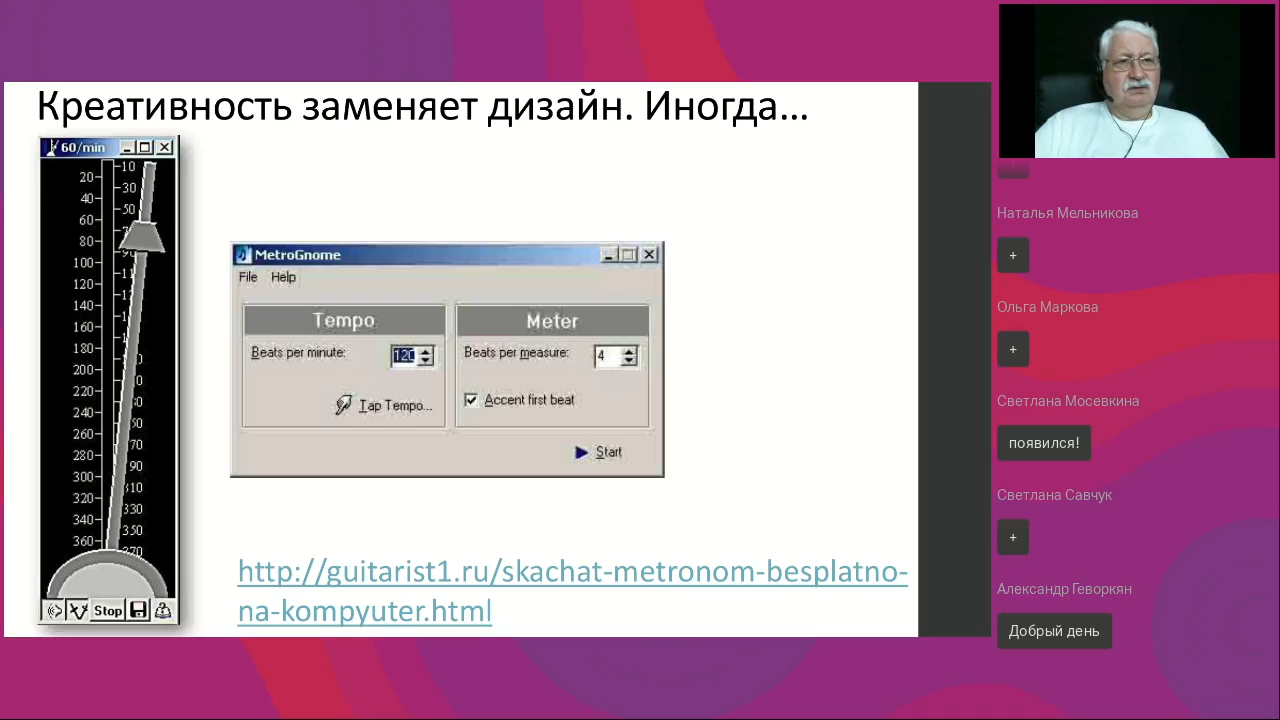 Креативность заменяет дизайн. Иногда...
60/min
20
40
60
80
100
120
140
160
180
200
220
240
260
280
300
320
340
360
10
30
50
330
350
Stop
MetroGnome
File Help
Tempo
Beats per minute: 120
Tap Tempo...
Meter
Beats per measure: 4
Accent first beat
Start
http://guitarist1.ru/skachat-metronom-besplatno-
na-kompyuter.html
Наталья Мельникова
+
Ольга Маркова
+
Светлана Мосевкина
появился!
Светлана Савчук
+
Александр Геворкян
Добрый день